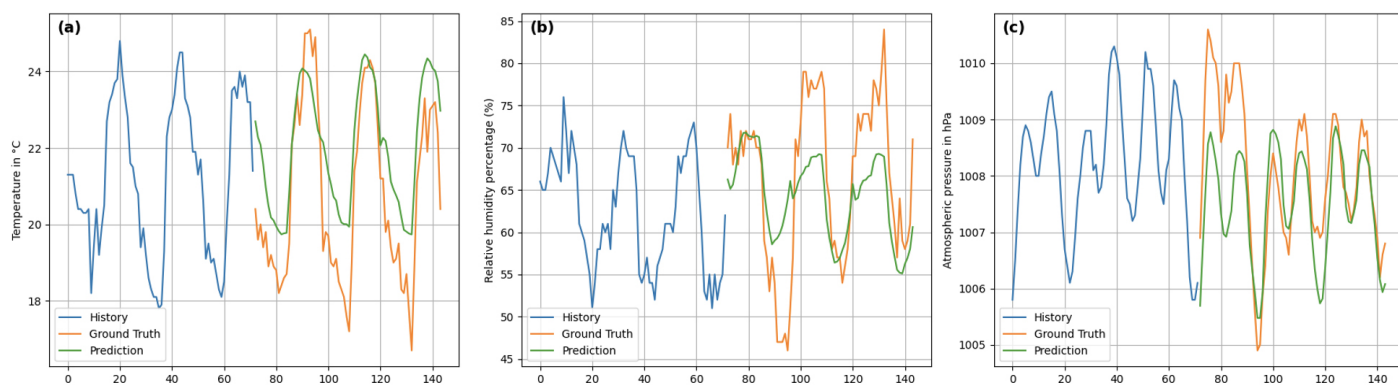 (a)
Temperature in °C
24
22
20
18
History
Ground Truth
Prediction
0 20 40 60 80 100 120 140
(b)
Relative humidity percentage (%)
85
80
75
70
65
60
55
50
45
History
Ground Truth
Prediction
0 20 40 60 80 100 120 140
(c)
Atmospheric pressure in hPa
1010
1009
1008
1007
1006
1005
History
Ground Truth
Prediction
0 20 40 60 80 100 120 140